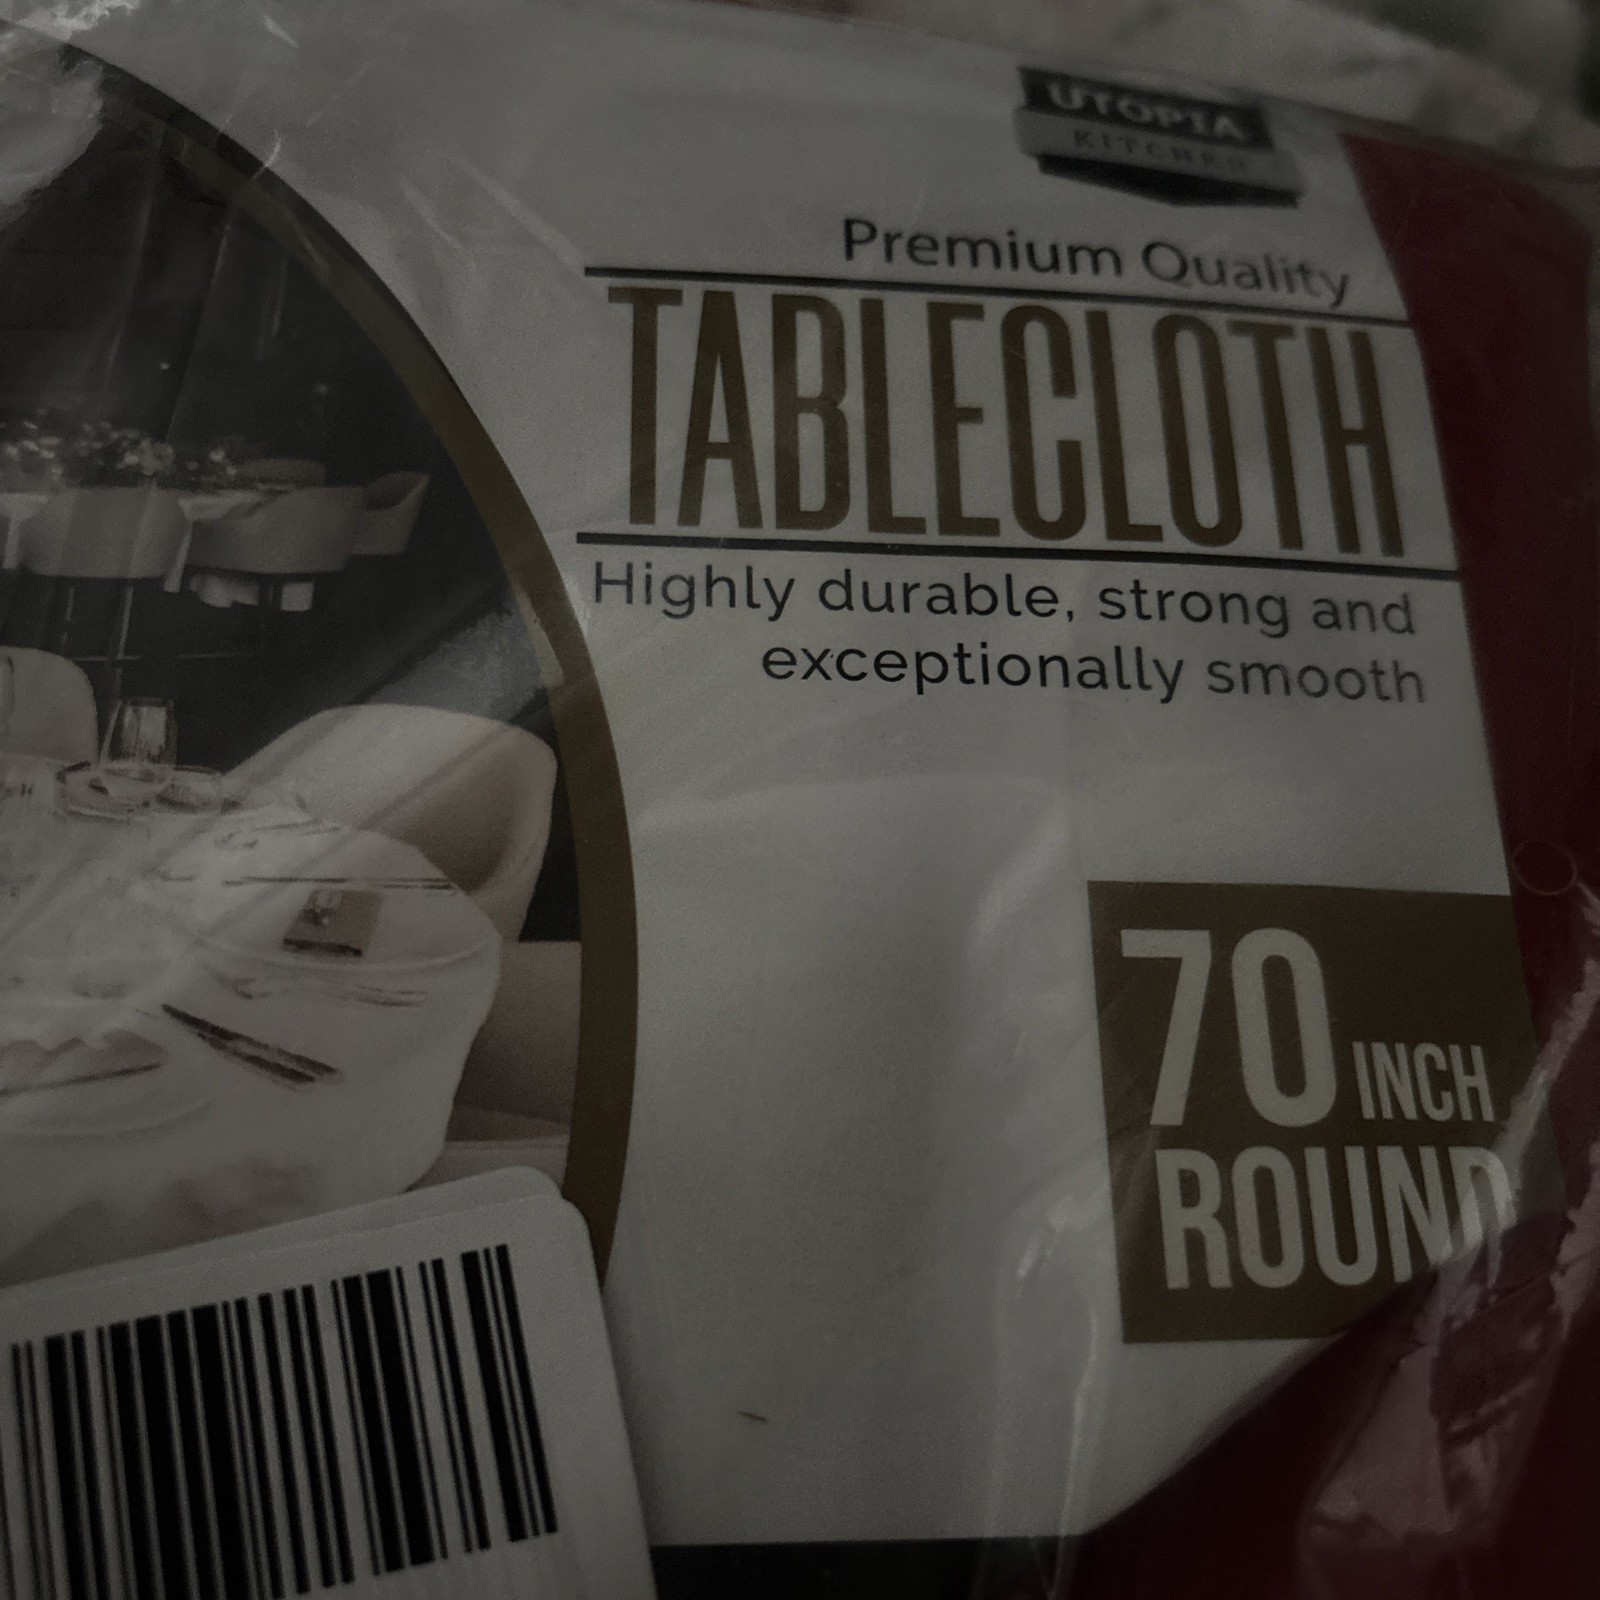 UTOPIA
KITCHEN
Premium Quality
TABLECLOTH
Highly durable, strong and
exceptionally smooth
70 INCH
ROUND